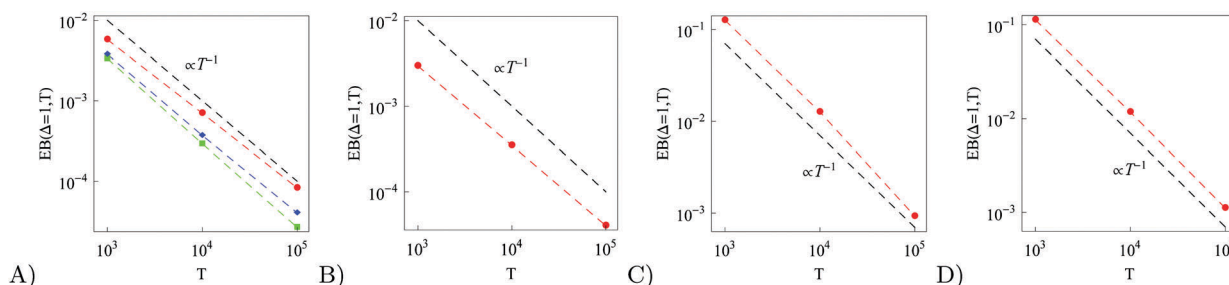 10⁻²
10⁻³
10⁻⁴
EB(Δ=1,T)
∝T⁻¹
10³
10⁴
10⁵
T
A)
10⁻²
10⁻³
10⁻⁴
EB(Δ=1,T)
∝T⁻¹
10³
10⁴
10⁵
T
B)
10⁻¹
10⁻²
10⁻³
EB(Δ=1,T)
∝T⁻¹
10³
10⁴
10⁵
T
C)
10⁻¹
10⁻²
10⁻³
EB(Δ=1,T)
∝T⁻¹
10³
10⁴
T
D)